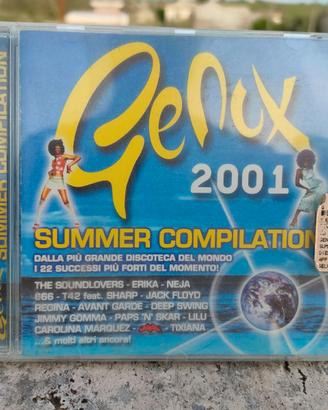 Genux
2001
SUMMER COMPILATION
DALLA PIÙ GRANDE DISCOTECA DEL MONDO
I 22 SUCCESSI PIÙ FORTI DEL MOMENTO!
THE SOUNDLOVERS - ERIKA - NEJA
666 - T42 feat. SHARP - JACK FLOYD
REGINA - AVANT GARDE - DEEP SWING
JIMMY GOMMA - PAPS 'N' SKAR - LILU
CAROLINA MARQUEZ - TIXIANA
...& molti altri ancora!
SUMMER COMPILATION